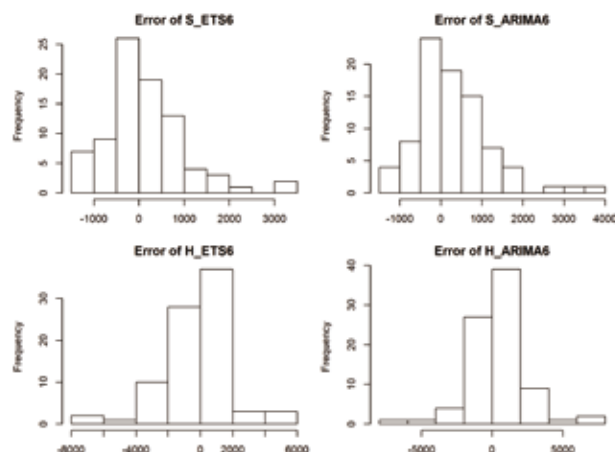 Error of S_ETS6
Frequency
0 5 10 15 20 25
-1000 0 1000 2000 3000
Error of S_ARIMA6
Frequency
0 5 10 15 20
-1000 0 1000 2000 3000 4000
Error of H_ETS6
Frequency
0 10 20 30
-8000 -4000 0 2000 6000
Error of H_ARIMA6
Frequency
0 10 20 30 40
-5000 0 5000